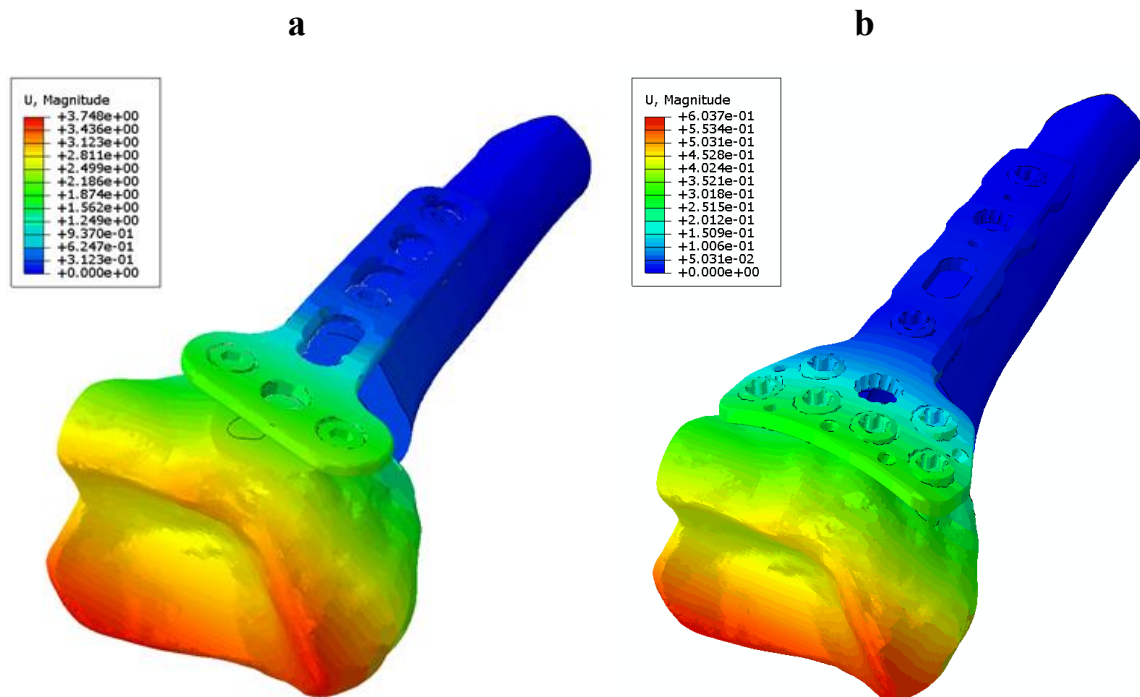 a
b
U, Magnitude
+3.748e+00
+3.436e+00
+3.123e+00
+2.811e+00
+2.499e+00
+2.186e+00
+1.874e+00
+1.562e+00
+1.249e+00
+9.370e-01
+6.247e-01
+3.123e-01
+0.000e+00
U, Magnitude
+6.037e-01
+5.534e-01
+5.031e-01
+4.528e-01
+4.024e-01
+3.521e-01
+3.018e-01
+2.515e-01
+2.012e-01
+1.509e-01
+1.006e-01
+5.031e-02
+0.000e+00